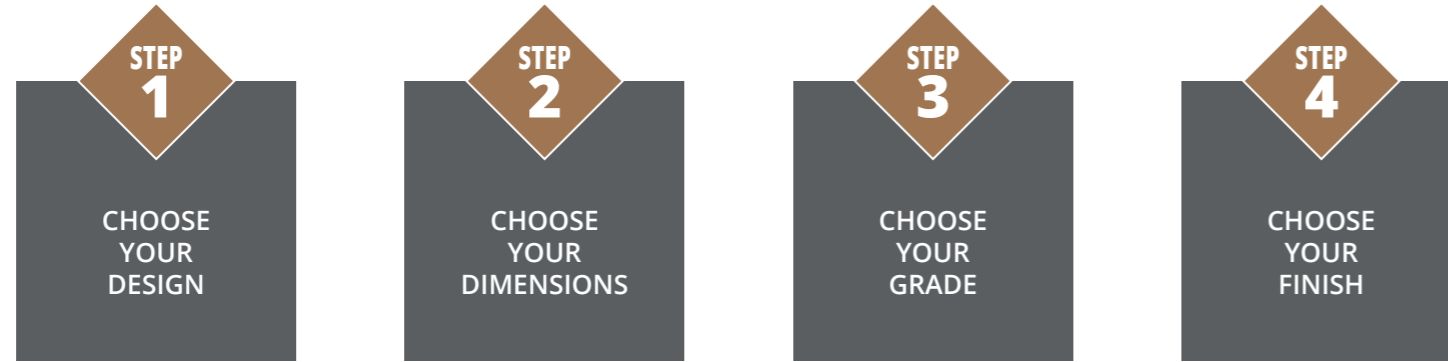 STEP
1
CHOOSE
YOUR
DESIGN
STEP
2
CHOOSE
YOUR
DIMENSIONS
STEP
3
CHOOSE
YOUR
GRADE
STEP
4
CHOOSE
YOUR
FINISH